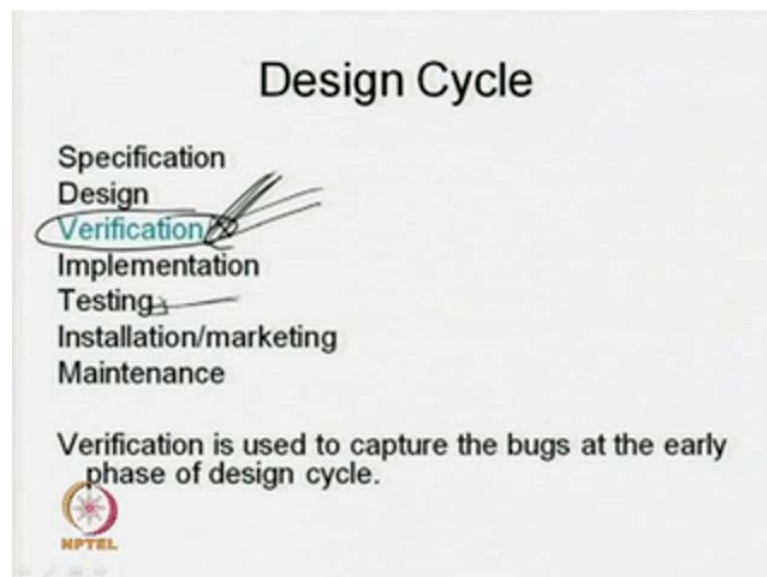 Design Cycle
Specification
Design
Verification
Implementation
Testing
Installation/marketing
Maintenance
Verification is used to capture the bugs at the early
phase of design cycle.
NPTEL